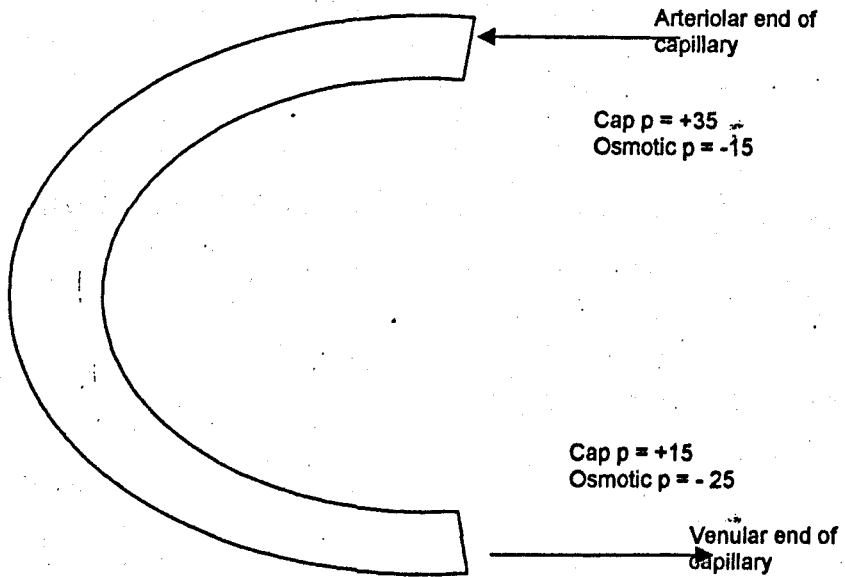 Arteriolar end of
capillary
Cap p = +35
Osmotic p = -15
Cap p = +15
Osmotic p = - 25
Venular end of
capillary